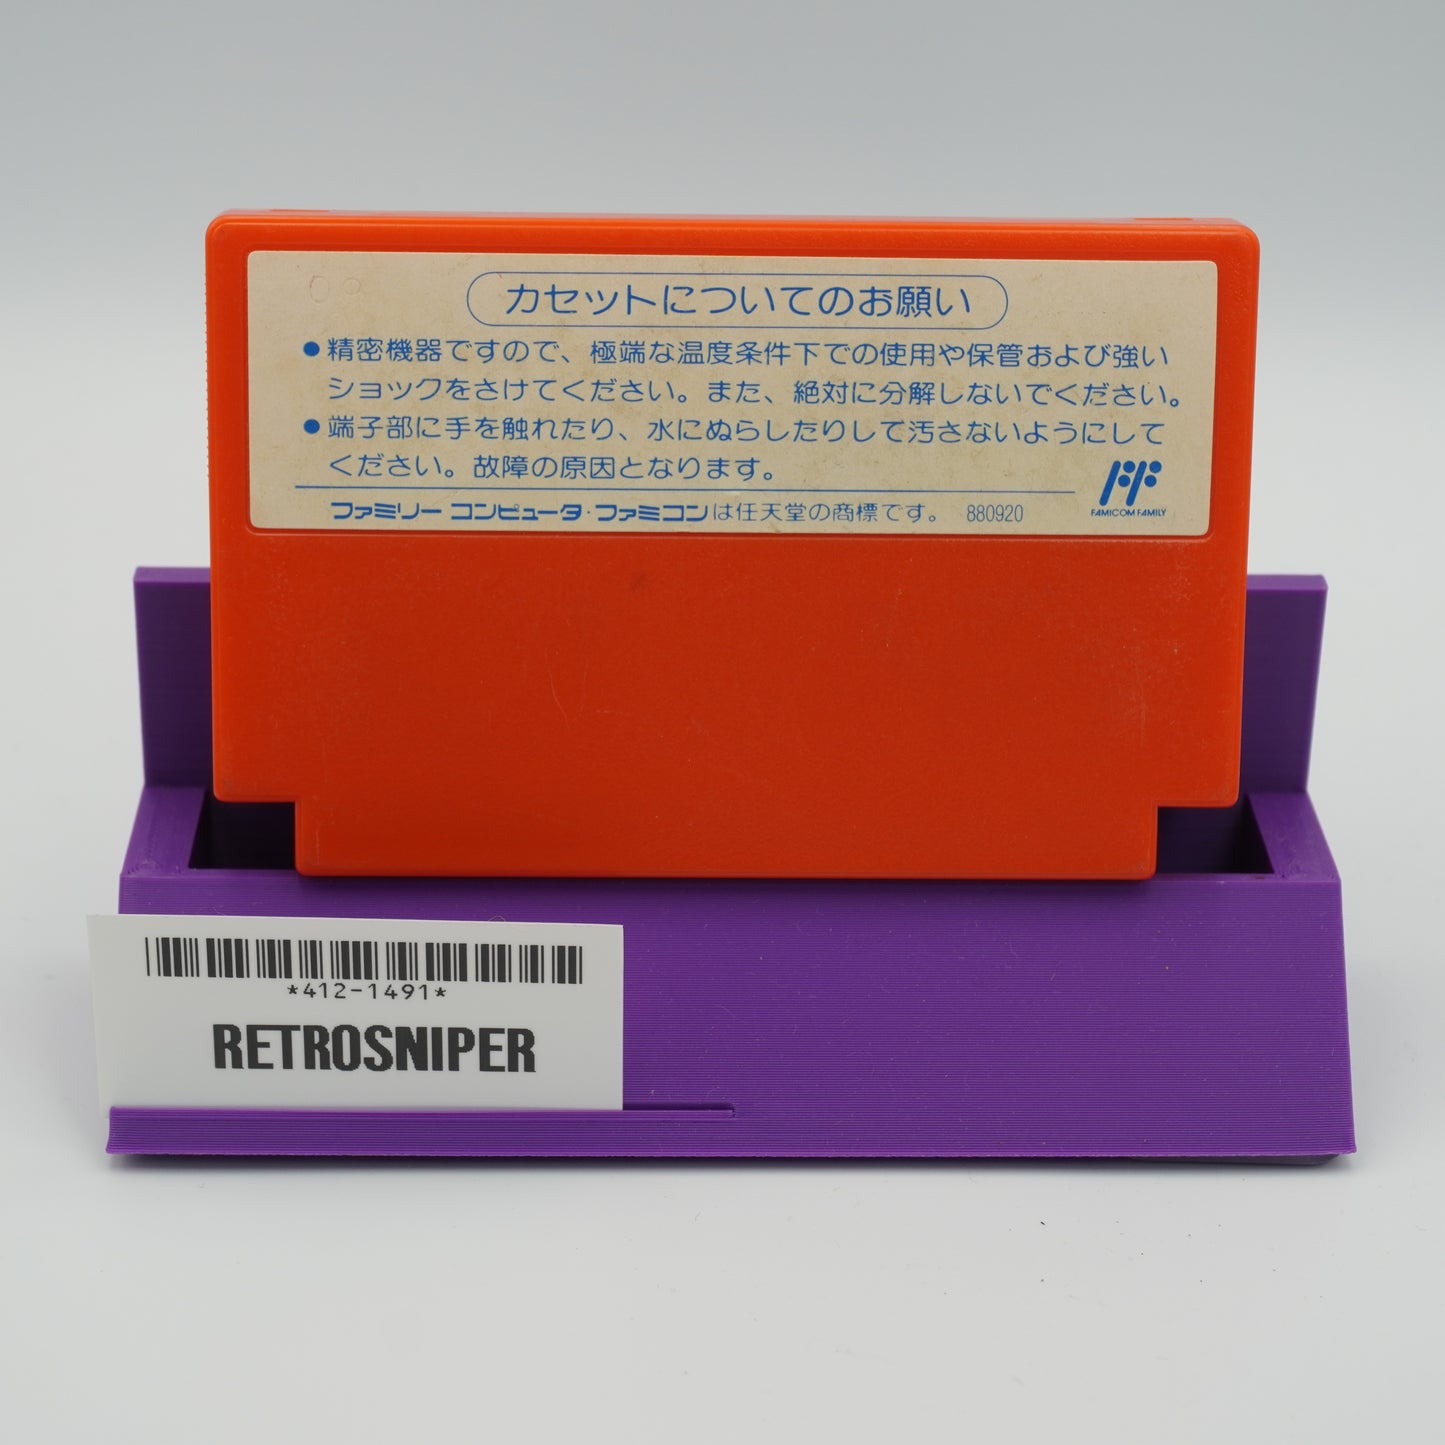 カセットについてのお願い
●精密機器ですので、極端な温度条件下での使用や保管および強い
ショックをさけてください。また、絶対に分解しないでください。
●端子部に手を触れたり、水にぬらしたりして汚さないようにして
ください。故障の原因となります。
ファミリー コンピュータ・ファミコンは任天堂の商標です。 880920
FAMICOM FAMILY
*412-1491*
RETROSNIPER